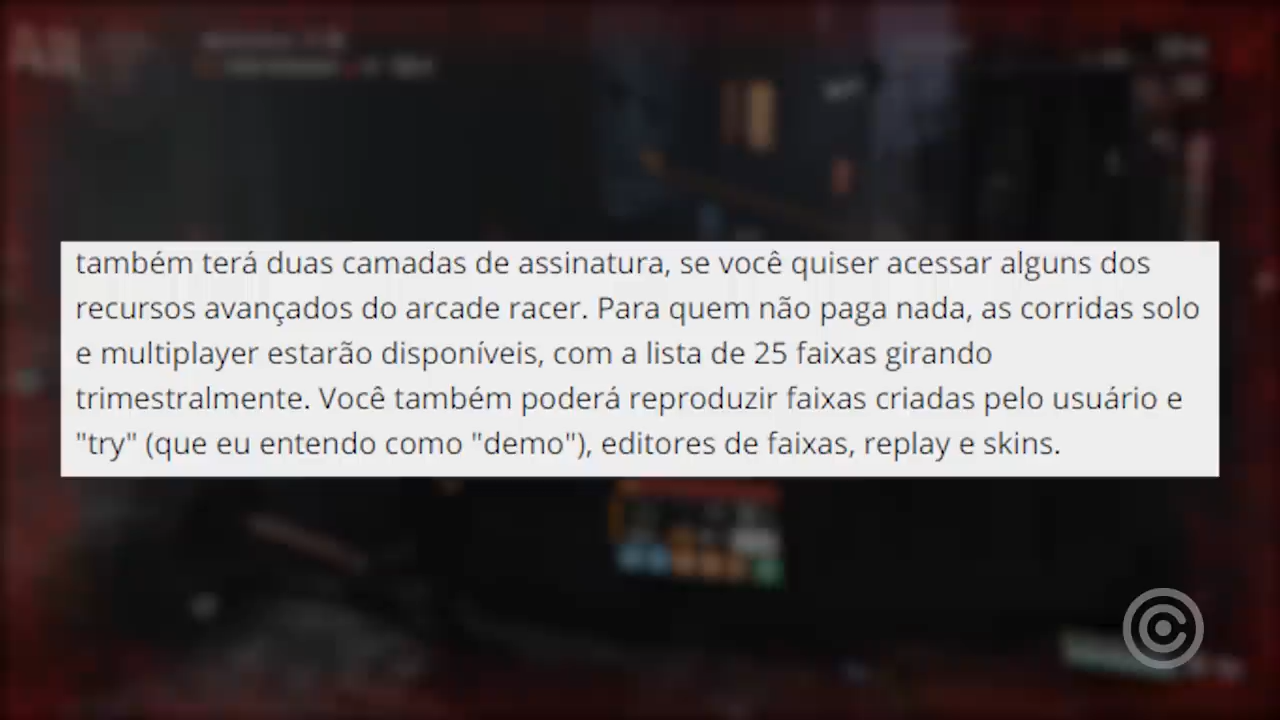 também terá duas camadas de assinatura, se você quiser acessar alguns dos
recursos avançados do arcade racer. Para quem não paga nada, as corridas solo
e multiplayer estarão disponíveis, com a lista de 25 faixas girando
trimestralmente. Você também poderá reproduzir faixas criadas pelo usuário e
"try" (que eu entendo como "demo"), editores de faixas, replay e skins.